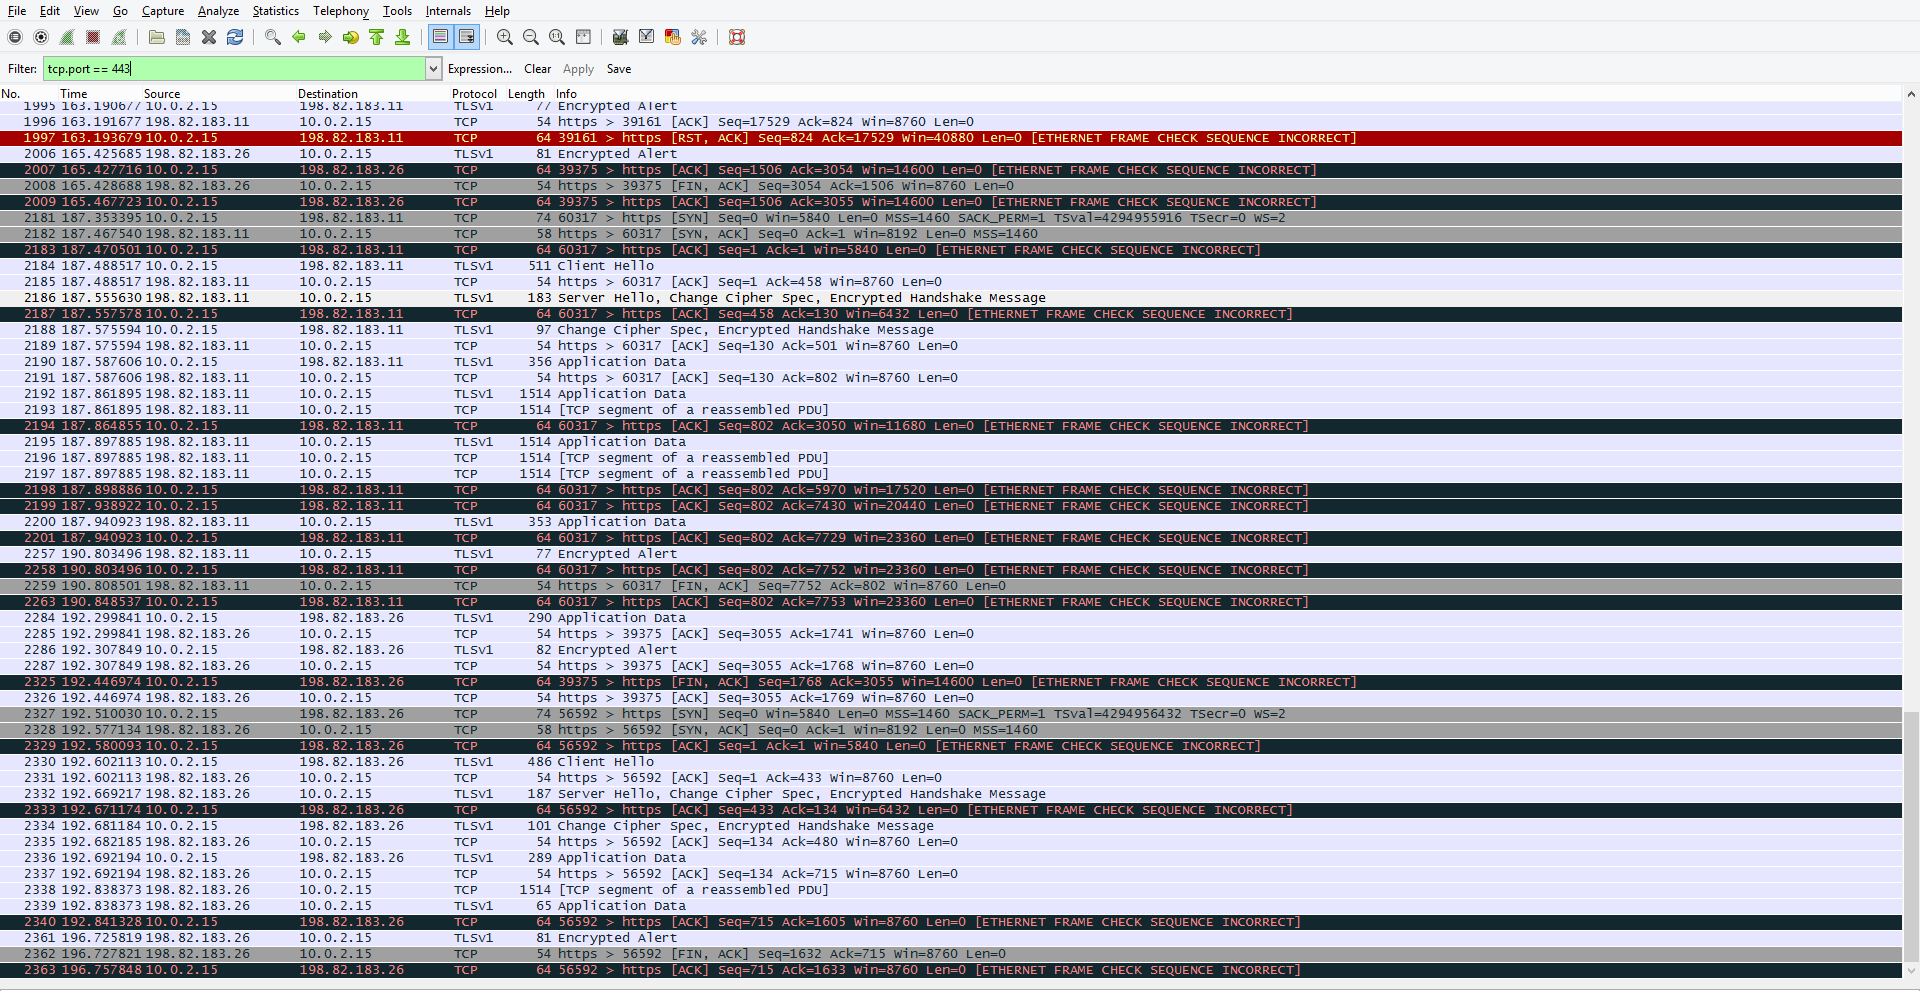 File Edit View Go Capture Analyze Statistics Telephony Tools Internals Help
Filter: tcp.port == 443 Expression... Clear Apply Save
No. Time Source Destination Protocol Length Info
1995 163.190677 10.0.2.15 198.82.183.11 TLSv1 77 Encrypted Alert
1996 163.191677 198.82.183.11 10.0.2.15 TCP 54 https > 39161 [ACK] Seq=17529 Ack=824 Win=8760 Len=0
1997 163.193679 10.0.2.15 198.82.183.11 TCP 64 39161 > https [RST, ACK] Seq=824 Ack=17529 Win=40880 Len=0 [ETHERNET FRAME CHECK SEQUENCE INCORRECT]
2006 165.425685 198.82.183.26 10.0.2.15 TLSv1 81 Encrypted Alert
2007 165.427716 10.0.2.15 198.82.183.26 TCP 64 39375 > https [ACK] Seq=1506 Ack=3054 Win=14600 Len=0 [ETHERNET FRAME CHECK SEQUENCE INCORRECT]
2008 165.428688 198.82.183.26 10.0.2.15 TCP 54 https > 39375 [FIN, ACK] Seq=3054 Ack=1506 Win=8760 Len=0
2009 165.467723 10.0.2.15 198.82.183.26 TCP 64 39375 > https [ACK] Seq=1506 Ack=3055 Win=14600 Len=0 [ETHERNET FRAME CHECK SEQUENCE INCORRECT]
2181 187.353395 10.0.2.15 198.82.183.11 TCP 74 60317 > https [SYN] Seq=0 Win=5840 Len=0 MSS=1460 SACK_PERM=1 TSval=4294955916 TSecr=0 WS=2
2182 187.467540 198.82.183.11 10.0.2.15 TCP 58 https > 60317 [SYN, ACK] Seq=0 Ack=1 Win=8192 Len=0 MSS=1460
2183 187.470501 10.0.2.15 198.82.183.11 TCP 64 60317 > https [ACK] Seq=1 Ack=1 Win=5840 Len=0 [ETHERNET FRAME CHECK SEQUENCE INCORRECT]
2184 187.488517 10.0.2.15 198.82.183.11 TLSv1 511 Client Hello
2185 187.488517 198.82.183.11 10.0.2.15 TCP 54 https > 60317 [ACK] Seq=1 Ack=458 Win=8760 Len=0
2186 187.555630 198.82.183.11 10.0.2.15 TLSv1 183 Server Hello, Change Cipher Spec, Encrypted Handshake Message
2187 187.557578 10.0.2.15 198.82.183.11 TCP 64 60317 > https [ACK] Seq=458 Ack=130 Win=6432 Len=0 [ETHERNET FRAME CHECK SEQUENCE INCORRECT]
2188 187.575594 10.0.2.15 198.82.183.11 TLSv1 97 Change Cipher Spec, Encrypted Handshake Message
2189 187.575594 198.82.183.11 10.0.2.15 TCP 54 https > 60317 [ACK] Seq=130 Ack=501 Win=8760 Len=0
2190 187.587606 10.0.2.15 198.82.183.11 TLSv1 356 Application Data
2191 187.587606 198.82.183.11 10.0.2.15 TCP 54 https > 60317 [ACK] Seq=130 Ack=802 Win=8760 Len=0
2192 187.861895 198.82.183.11 10.0.2.15 TLSv1 1514 Application Data
2193 187.861895 198.82.183.11 10.0.2.15 TCP 1514 [TCP segment of a reassembled PDU]
2194 187.864855 10.0.2.15 198.82.183.11 TCP 64 60317 > https [ACK] Seq=802 Ack=3050 Win=11680 Len=0 [ETHERNET FRAME CHECK SEQUENCE INCORRECT]
2195 187.897885 198.82.183.11 10.0.2.15 TLSv1 1514 Application Data
2196 187.897885 198.82.183.11 10.0.2.15 TCP 1514 [TCP segment of a reassembled PDU]
2197 187.897885 198.82.183.11 10.0.2.15 TCP 1514 [TCP segment of a reassembled PDU]
2198 187.898886 10.0.2.15 198.82.183.11 TCP 64 60317 > https [ACK] Seq=802 Ack=5970 Win=17520 Len=0 [ETHERNET FRAME CHECK SEQUENCE INCORRECT]
2199 187.938922 10.0.2.15 198.82.183.11 TCP 64 60317 > https [ACK] Seq=802 Ack=7430 Win=20440 Len=0 [ETHERNET FRAME CHECK SEQUENCE INCORRECT]
2200 187.940923 198.82.183.11 10.0.2.15 TLSv1 353 Application Data
2201 187.940923 10.0.2.15 198.82.183.11 TCP 64 60317 > https [ACK] Seq=802 Ack=7729 Win=23360 Len=0 [ETHERNET FRAME CHECK SEQUENCE INCORRECT]
2257 190.803496 198.82.183.11 10.0.2.15 TLSv1 77 Encrypted Alert
2258 190.803496 10.0.2.15 198.82.183.11 TCP 64 60317 > https [ACK] Seq=802 Ack=7752 Win=23360 Len=0 [ETHERNET FRAME CHECK SEQUENCE INCORRECT]
2259 190.808501 198.82.183.11 10.0.2.15 TCP 54 https > 60317 [FIN, ACK] Seq=7752 Ack=802 Win=8760 Len=0
2263 190.848537 10.0.2.15 198.82.183.11 TCP 64 60317 > https [ACK] Seq=802 Ack=7753 Win=23360 Len=0 [ETHERNET FRAME CHECK SEQUENCE INCORRECT]
2284 192.299841 10.0.2.15 198.82.183.26 TLSv1 290 Application Data
2285 192.299841 198.82.183.26 10.0.2.15 TCP 54 https > 39375 [ACK] Seq=3055 Ack=1741 Win=8760 Len=0
2286 192.307849 10.0.2.15 198.82.183.26 TLSv1 82 Encrypted Alert
2287 192.307849 198.82.183.26 10.0.2.15 TCP 54 https > 39375 [ACK] Seq=3055 Ack=1768 Win=8760 Len=0
2325 192.446974 10.0.2.15 198.82.183.26 TCP 64 39375 > https [FIN, ACK] Seq=1768 Ack=3055 Win=14600 Len=0 [ETHERNET FRAME CHECK SEQUENCE INCORRECT]
2326 192.446974 198.82.183.26 10.0.2.15 TCP 54 https > 39375 [ACK] Seq=3055 Ack=1769 Win=8760 Len=0
2327 192.510030 10.0.2.15 198.82.183.26 TCP 74 56592 > https [SYN] Seq=0 Win=5840 Len=0 MSS=1460 SACK_PERM=1 TSval=4294956432 TSecr=0 WS=2
2328 192.577134 198.82.183.26 10.0.2.15 TCP 58 https > 56592 [SYN, ACK] Seq=0 Ack=1 Win=8192 Len=0 MSS=1460
2329 192.580093 10.0.2.15 198.82.183.26 TCP 64 56592 > https [ACK] Seq=1 Ack=1 Win=5840 Len=0 [ETHERNET FRAME CHECK SEQUENCE INCORRECT]
2330 192.602113 10.0.2.15 198.82.183.26 TLSv1 486 Client Hello
2331 192.602113 198.82.183.26 10.0.2.15 TCP 54 https > 56592 [ACK] Seq=1 Ack=433 Win=8760 Len=0
2332 192.669217 198.82.183.26 10.0.2.15 TLSv1 187 Server Hello, Change Cipher Spec, Encrypted Handshake Message
2333 192.671174 10.0.2.15 198.82.183.26 TCP 64 56592 > https [ACK] Seq=433 Ack=134 Win=6432 Len=0 [ETHERNET FRAME CHECK SEQUENCE INCORRECT]
2334 192.681184 10.0.2.15 198.82.183.26 TLSv1 101 Change Cipher Spec, Encrypted Handshake Message
2335 192.682185 198.82.183.26 10.0.2.15 TCP 54 https > 56592 [ACK] Seq=134 Ack=480 Win=8760 Len=0
2336 192.692194 10.0.2.15 198.82.183.26 TLSv1 289 Application Data
2337 192.692194 198.82.183.26 10.0.2.15 TCP 54 https > 56592 [ACK] Seq=134 Ack=715 Win=8760 Len=0
2338 192.838373 198.82.183.26 10.0.2.15 TCP 1514 [TCP segment of a reassembled PDU]
2339 192.838373 198.82.183.26 10.0.2.15 TLSv1 65 Application Data
2340 192.841328 10.0.2.15 198.82.183.26 TCP 64 56592 > https [ACK] Seq=715 Ack=1605 Win=8760 Len=0 [ETHERNET FRAME CHECK SEQUENCE INCORRECT]
2361 196.725819 198.82.183.26 10.0.2.15 TLSv1 81 Encrypted Alert
2362 196.727821 198.82.183.26 10.0.2.15 TCP 54 https > 56592 [FIN, ACK] Seq=1632 Ack=715 Win=8760 Len=0
2363 196.757848 10.0.2.15 198.82.183.26 TCP 64 56592 > https [ACK] Seq=715 Ack=1633 Win=8760 Len=0 [ETHERNET FRAME CHECK SEQUENCE INCORRECT]